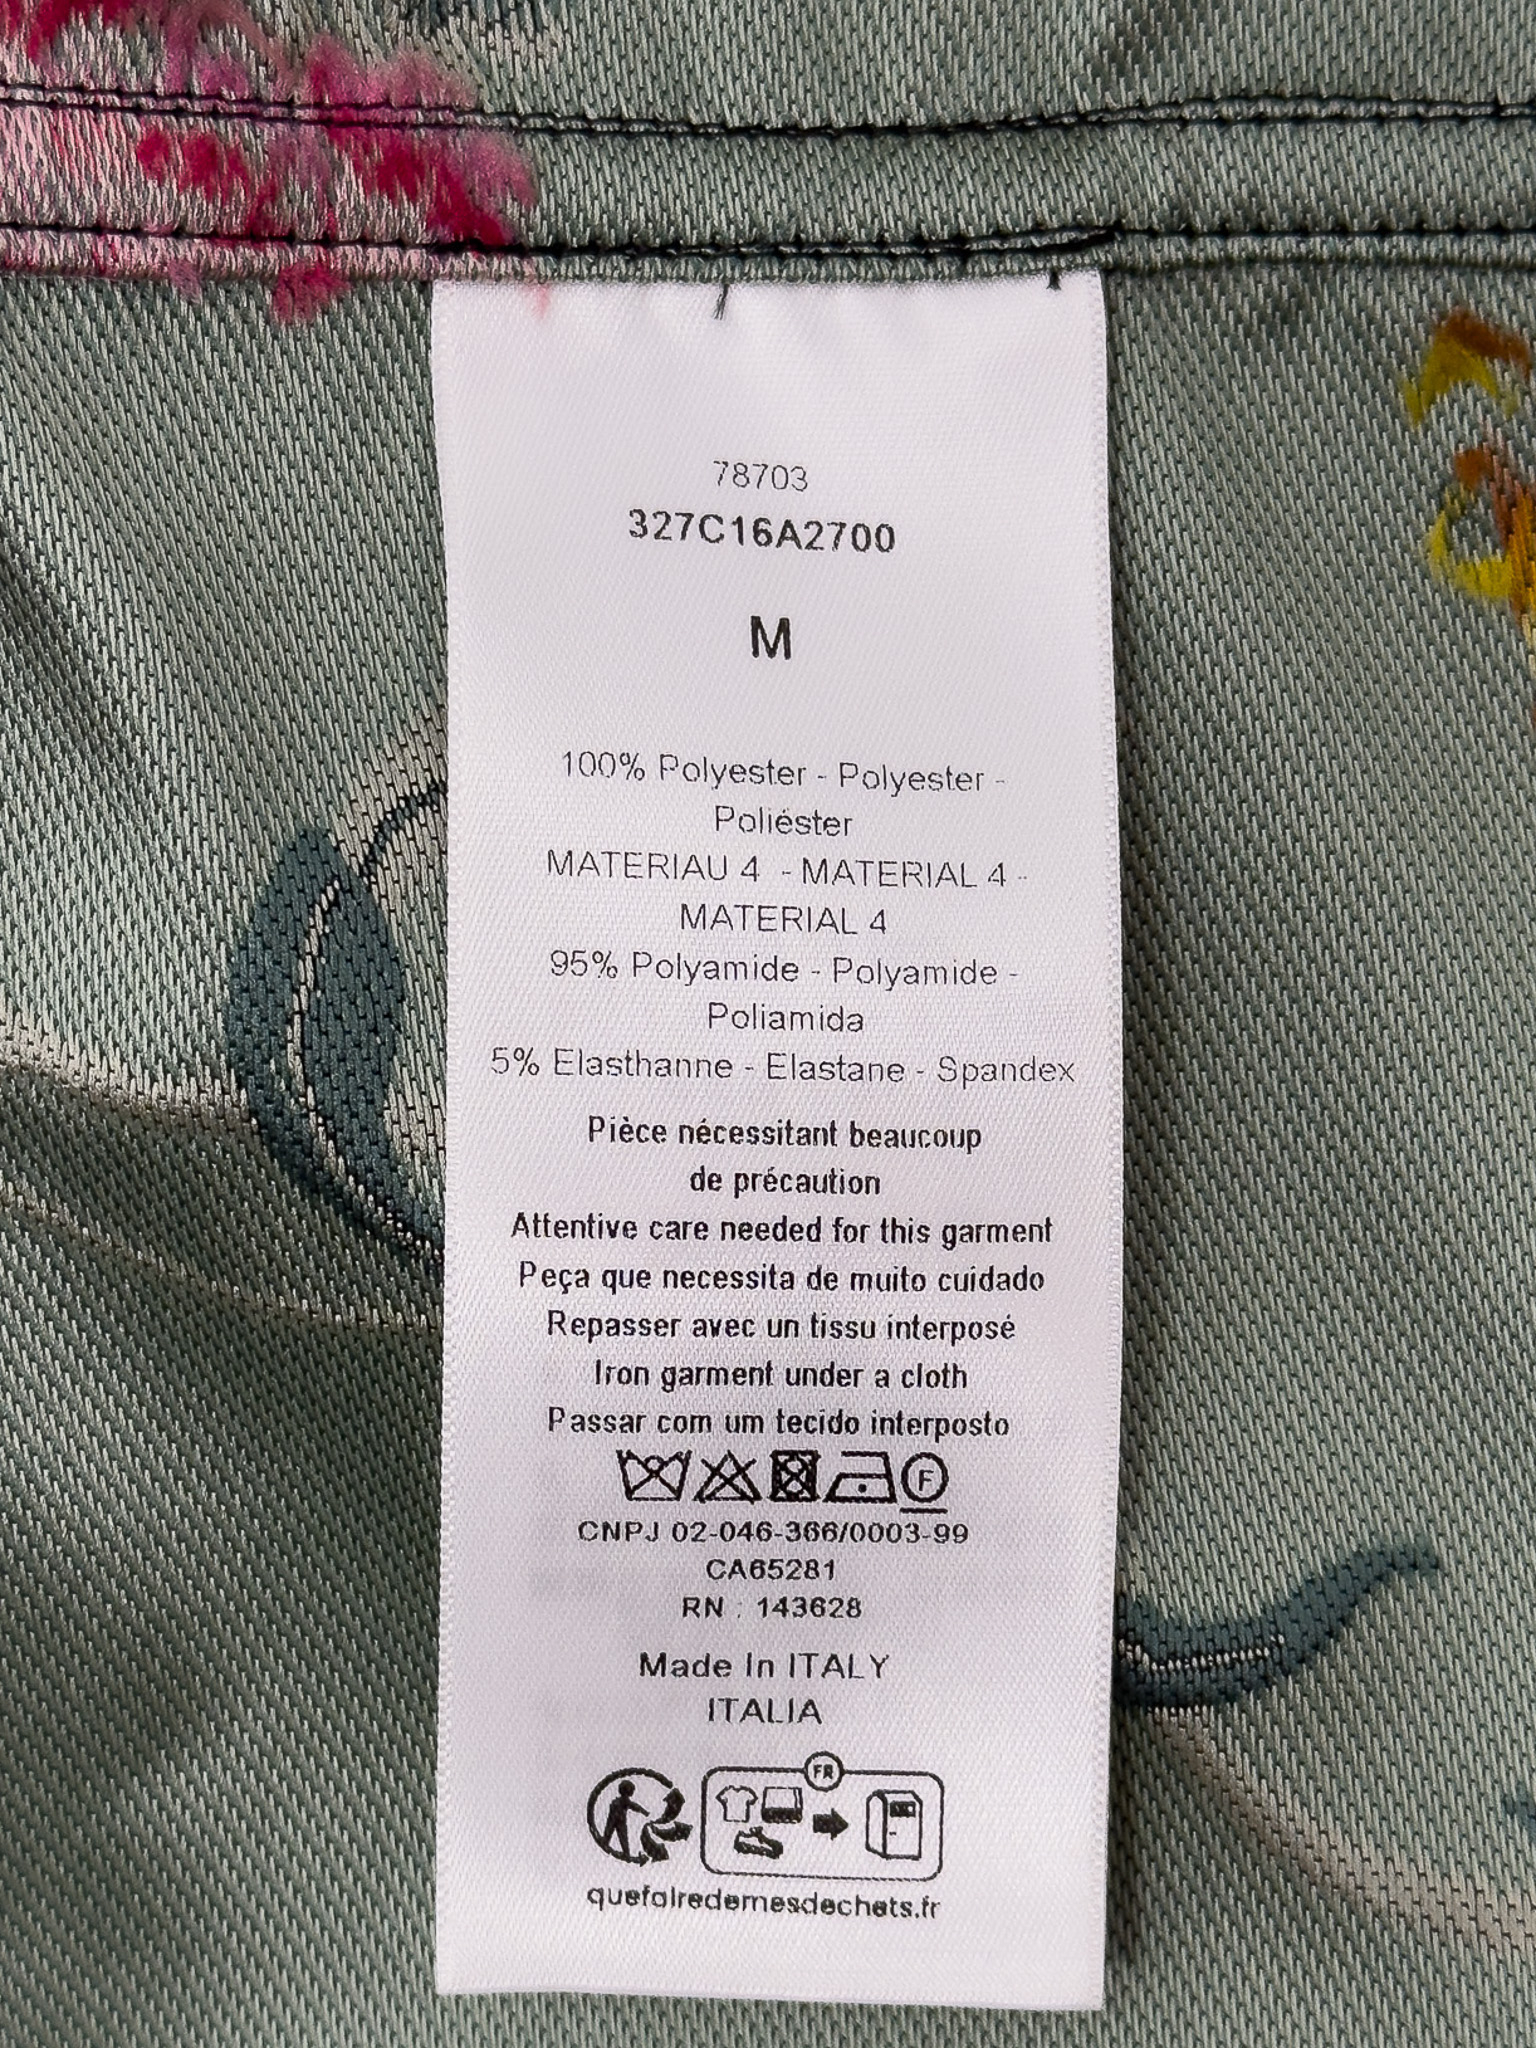 78703
327C16A2700
M
100% Polyester - Polyester -
Poliéster
MATERIAU 4 - MATERIAL 4 -
MATERIAL 4
95% Polyamide - Polyamide -
Poliamida
5% Elasthanne - Elastane - Spandex
Pièce nécessitant beaucoup
de précaution
Attentive care needed for this garment
Peça que necessita de muito cuidado
Repasser avec un tissu interposé
Iron garment under a cloth
Passar com um tecido interposto
F
CNPJ 02-046-366/0003-99
CA65281
RN : 143628
Made In ITALY
ITALIA
FR
quefairedemesdechets.fr